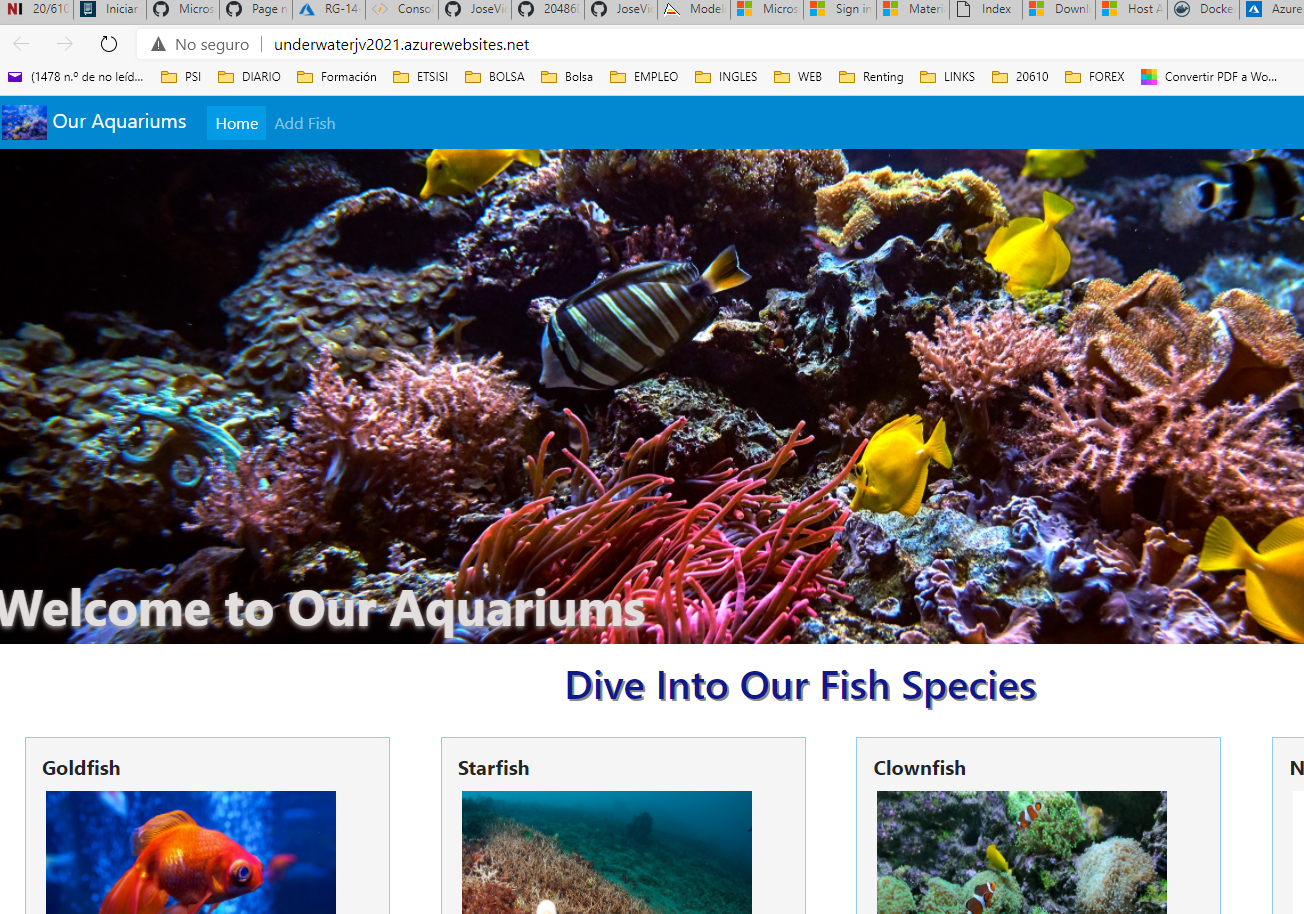 20/610 Iniciar Micros Page n RG-14 Conso JoseVi 20486 JoseVi Model Micros Sign in Materi Index Downl Host A Docke Azure
No seguro underwaterjv2021.azurewebsites.net
(1478 n.º de no leíd... PSI DIARIO Formación ETSISI BOLSA Bolsa EMPLEO INGLES WEB Renting LINKS 20610 FOREX Convertir PDF a Wo...
Our Aquariums Home Add Fish
Welcome to Our Aquariums
Dive Into Our Fish Species
Goldfish Starfish Clownfish N